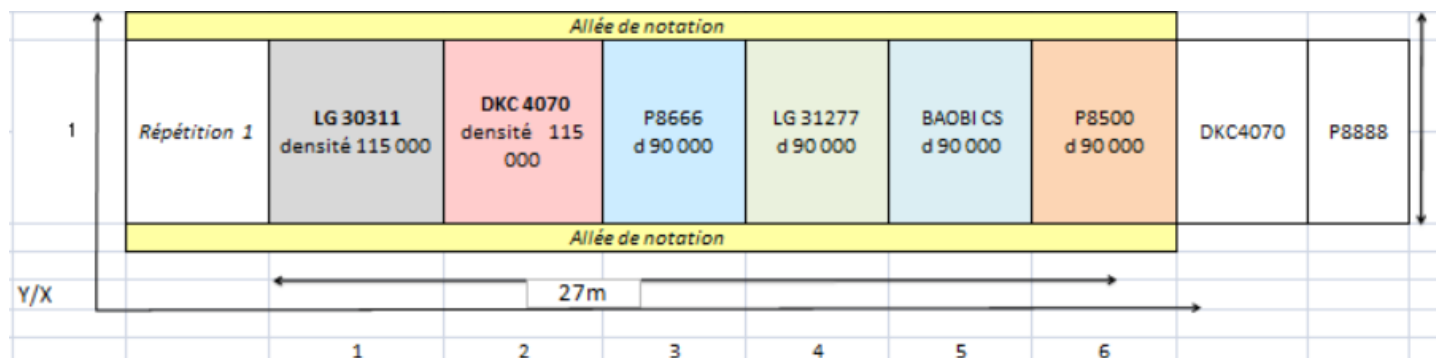 Allée de notation
1
Répétition 1
LG 30311
densité 115 000
DKC 4070
densité 115
000
P8666
d 90 000
LG 31277
d 90 000
BAOBI CS
d 90 000
P8500
d 90 000
DKC4070
P8888
Allée de notation
27m
Y/X
1 2 3 4 5 6